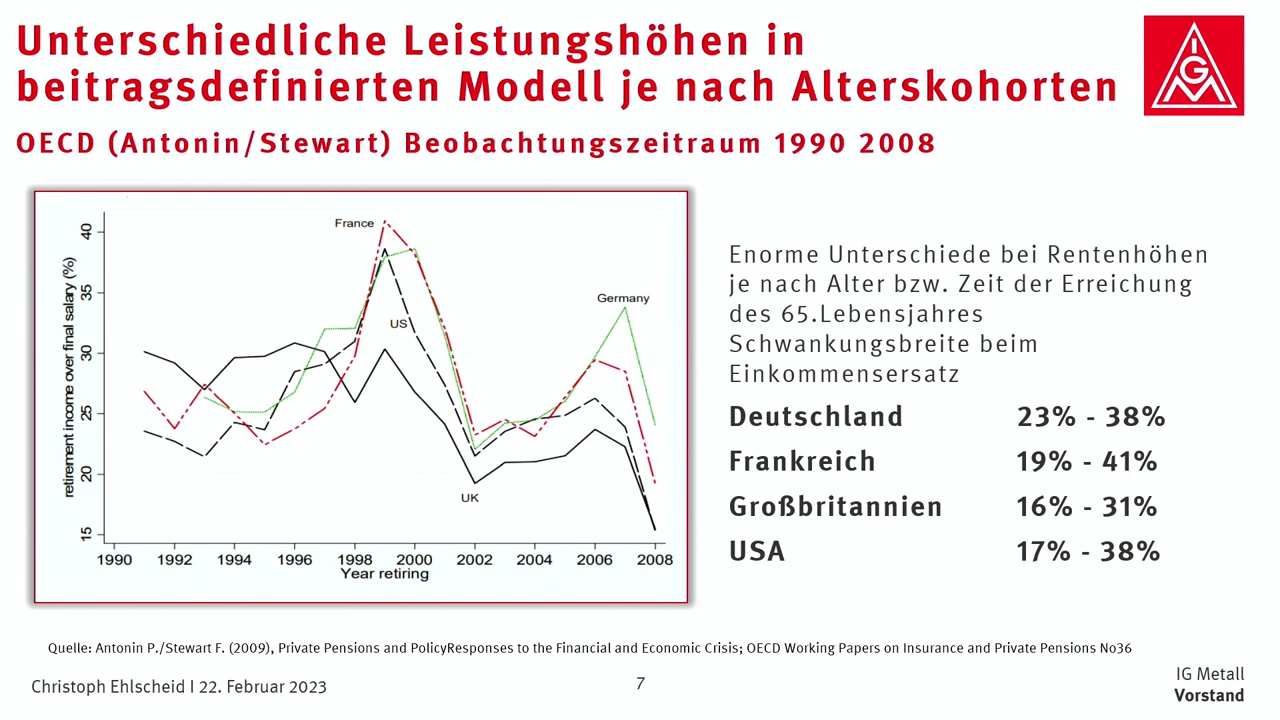 Unterschiedliche Leistungshöhen in
beitragsdefinierten Modell je nach Alterskohorten
OECD (Antonin/Stewart) Beobachtungszeitraum 1990 2008
IGM
retirement income over final salary (%)
40
35
30
25
20
15
France
US
UK
Germany
1990 1992 1994 1996 1998 2000 2002 2004 2006 2008
Year retiring
Enorme Unterschiede bei Rentenhöhen
je nach Alter bzw. Zeit der Erreichung
des 65.Lebensjahres
Schwankungsbreite beim
Einkommensersatz
Deutschland 23% - 38%
Frankreich 19% - 41%
Großbritannien 16% - 31%
USA 17% - 38%
Quelle: Antonin P./Stewart F. (2009), Private Pensions and PolicyResponses to the Financial and Economic Crisis; OECD Working Papers on Insurance and Private Pensions No36
Christoph Ehlscheid I 22. Februar 2023
7
IG Metall
Vorstand